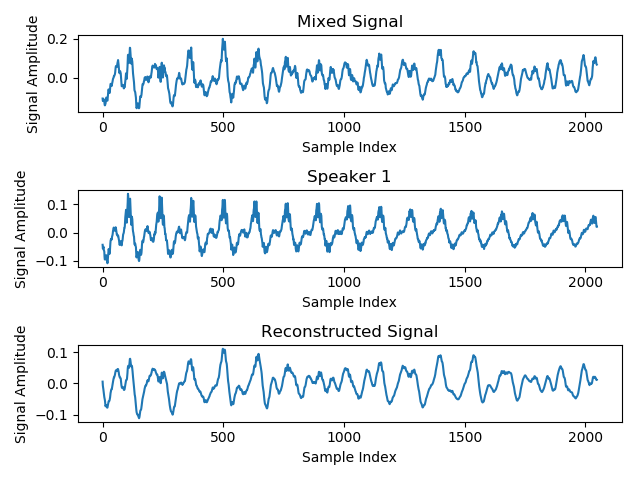 Mixed Signal
Signal Amplitude
0.2
0.0
0
500
1000
1500
2000
Sample Index
Speaker 1
Signal Amplitude
0.1
0.0
−0.1
0
500
1000
1500
2000
Sample Index
Reconstructed Signal
Signal Amplitude
0.1
0.0
−0.1
0
500
1000
1500
2000
Sample Index